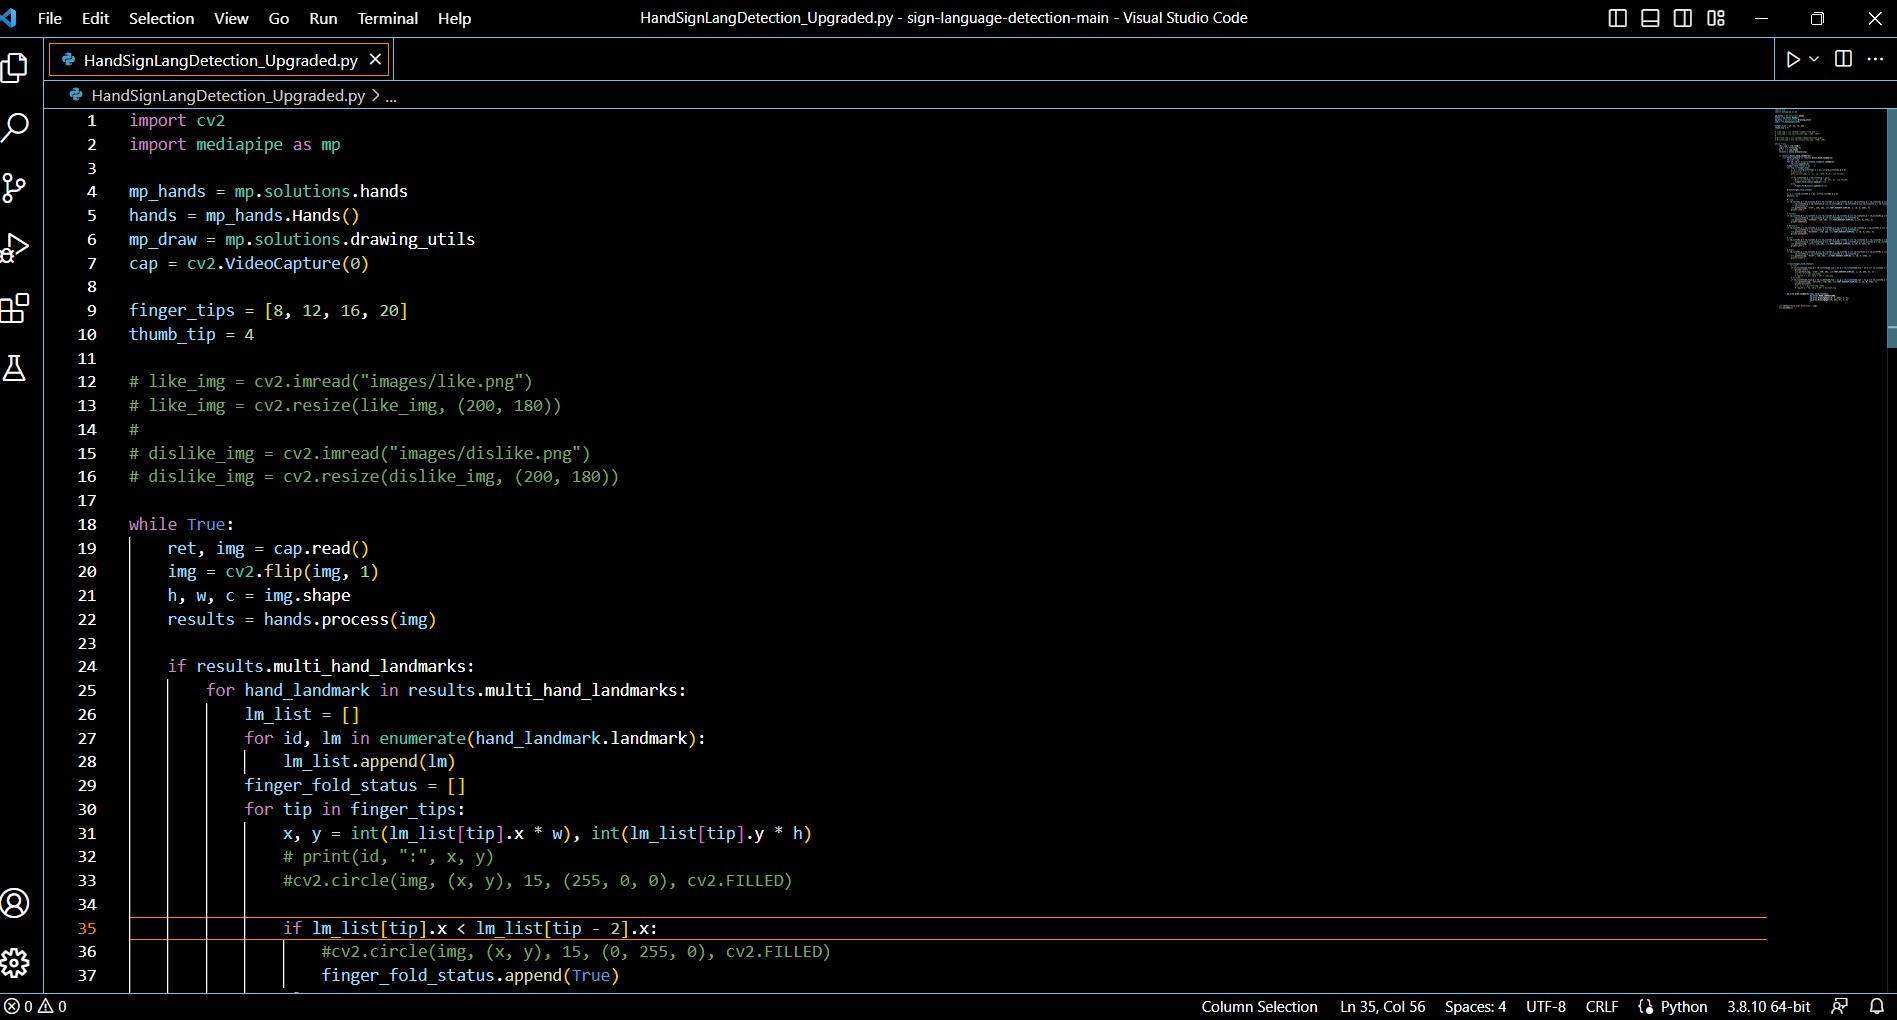 File Edit Selection View Go Run Terminal Help HandSignLangDetection_Upgraded.py - sign-language-detection-main - Visual Studio Code
HandSignLangDetection_Upgraded.py
HandSignLangDetection_Upgraded.py > ...
1 import cv2
2 import mediapipe as mp
3
4 mp_hands = mp.solutions.hands
5 hands = mp_hands.Hands()
6 mp_draw = mp.solutions.drawing_utils
7 cap = cv2.VideoCapture(0)
8
9 finger_tips = [8, 12, 16, 20]
10 thumb_tip = 4
11
12 # like_img = cv2.imread("images/like.png")
13 # like_img = cv2.resize(like_img, (200, 180))
14 #
15 # dislike_img = cv2.imread("images/dislike.png")
16 # dislike_img = cv2.resize(dislike_img, (200, 180))
17
18 while True:
19     ret, img = cap.read()
20     img = cv2.flip(img, 1)
21     h, w, c = img.shape
22     results = hands.process(img)
23
24     if results.multi_hand_landmarks:
25         for hand_landmark in results.multi_hand_landmarks:
26             lm_list = []
27             for id, lm in enumerate(hand_landmark.landmark):
28                 lm_list.append(lm)
29             finger_fold_status = []
30             for tip in finger_tips:
31                 x, y = int(lm_list[tip].x * w), int(lm_list[tip].y * h)
32                 # print(id, ":", x, y)
33                 #cv2.circle(img, (x, y), 15, (255, 0, 0), cv2.FILLED)
34
35                 if lm_list[tip].x < lm_list[tip - 2].x:
36                     #cv2.circle(img, (x, y), 15, (0, 255, 0), cv2.FILLED)
37                     finger_fold_status.append(True)
0 0 Column Selection Ln 35, Col 56 Spaces: 4 UTF-8 CRLF Python 3.8.10 64-bit